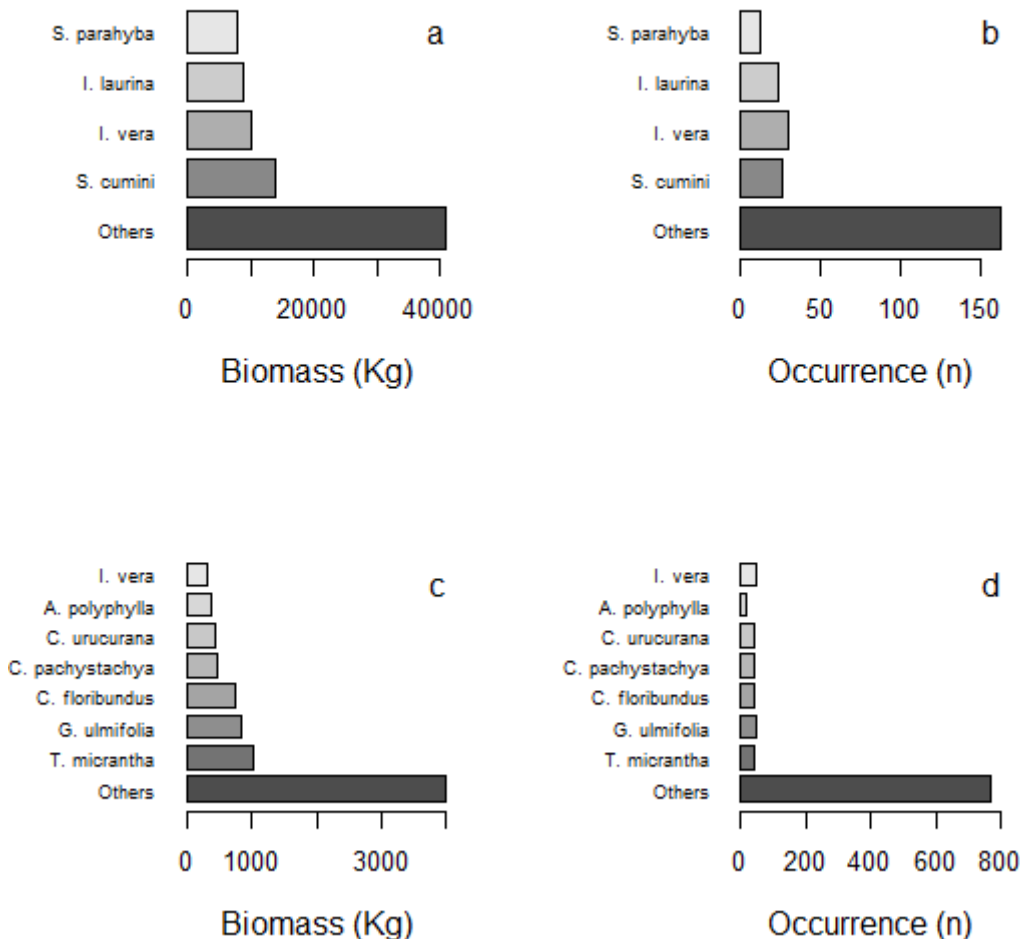 a
S. parahyba
I. laurina
I. vera
S. cumini
Others
0 20000 40000
Biomass (Kg)
b
S. parahyba
I. laurina
I. vera
S. cumini
Others
0 50 100 150
Occurrence (n)
c
I. vera
A. polyphylla
C. urucurana
C. pachystachya
C. floribundus
G. ulmifolia
T. micrantha
Others
0 1000 3000
Biomass (Kg)
d
I. vera
A. polyphylla
C. urucurana
C. pachystachya
C. floribundus
G. ulmifolia
T. micrantha
Others
0 200 400 600 800
Occurrence (n)